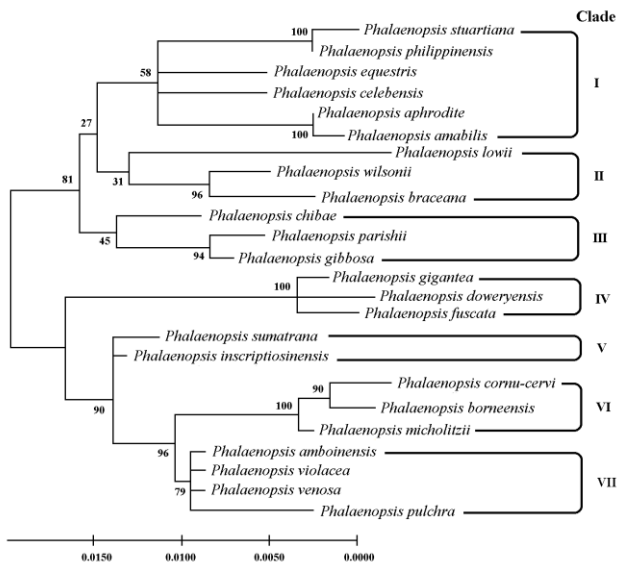 Clade
100 Phalaenopsis stuartiana
Phalaenopsis philippinensis
58 Phalaenopsis equestris
I
Phalaenopsis celebensis
Phalaenopsis aphrodite
27
100 Phalaenopsis amabilis
Phalaenopsis lowii
Phalaenopsis wilsonii
81 31 II
96 Phalaenopsis braceana
Phalaenopsis chibae
Phalaenopsis parishii
45 III
94 Phalaenopsis gibbosa
Phalaenopsis gigantea
100
Phalaenopsis doweryensis
IV
Phalaenopsis fuscata
Phalaenopsis sumatrana
V
Phalaenopsis inscriptiosinensis
90 Phalaenopsis cornu-cervi
90
100 Phalaenopsis borneensis
VI
Phalaenopsis micholitzii
96 Phalaenopsis amboinensis
Phalaenopsis violacea
79 Phalaenopsis venosa
VII
Phalaenopsis pulchra
0.0150 0.0100 0.0050 0.0000